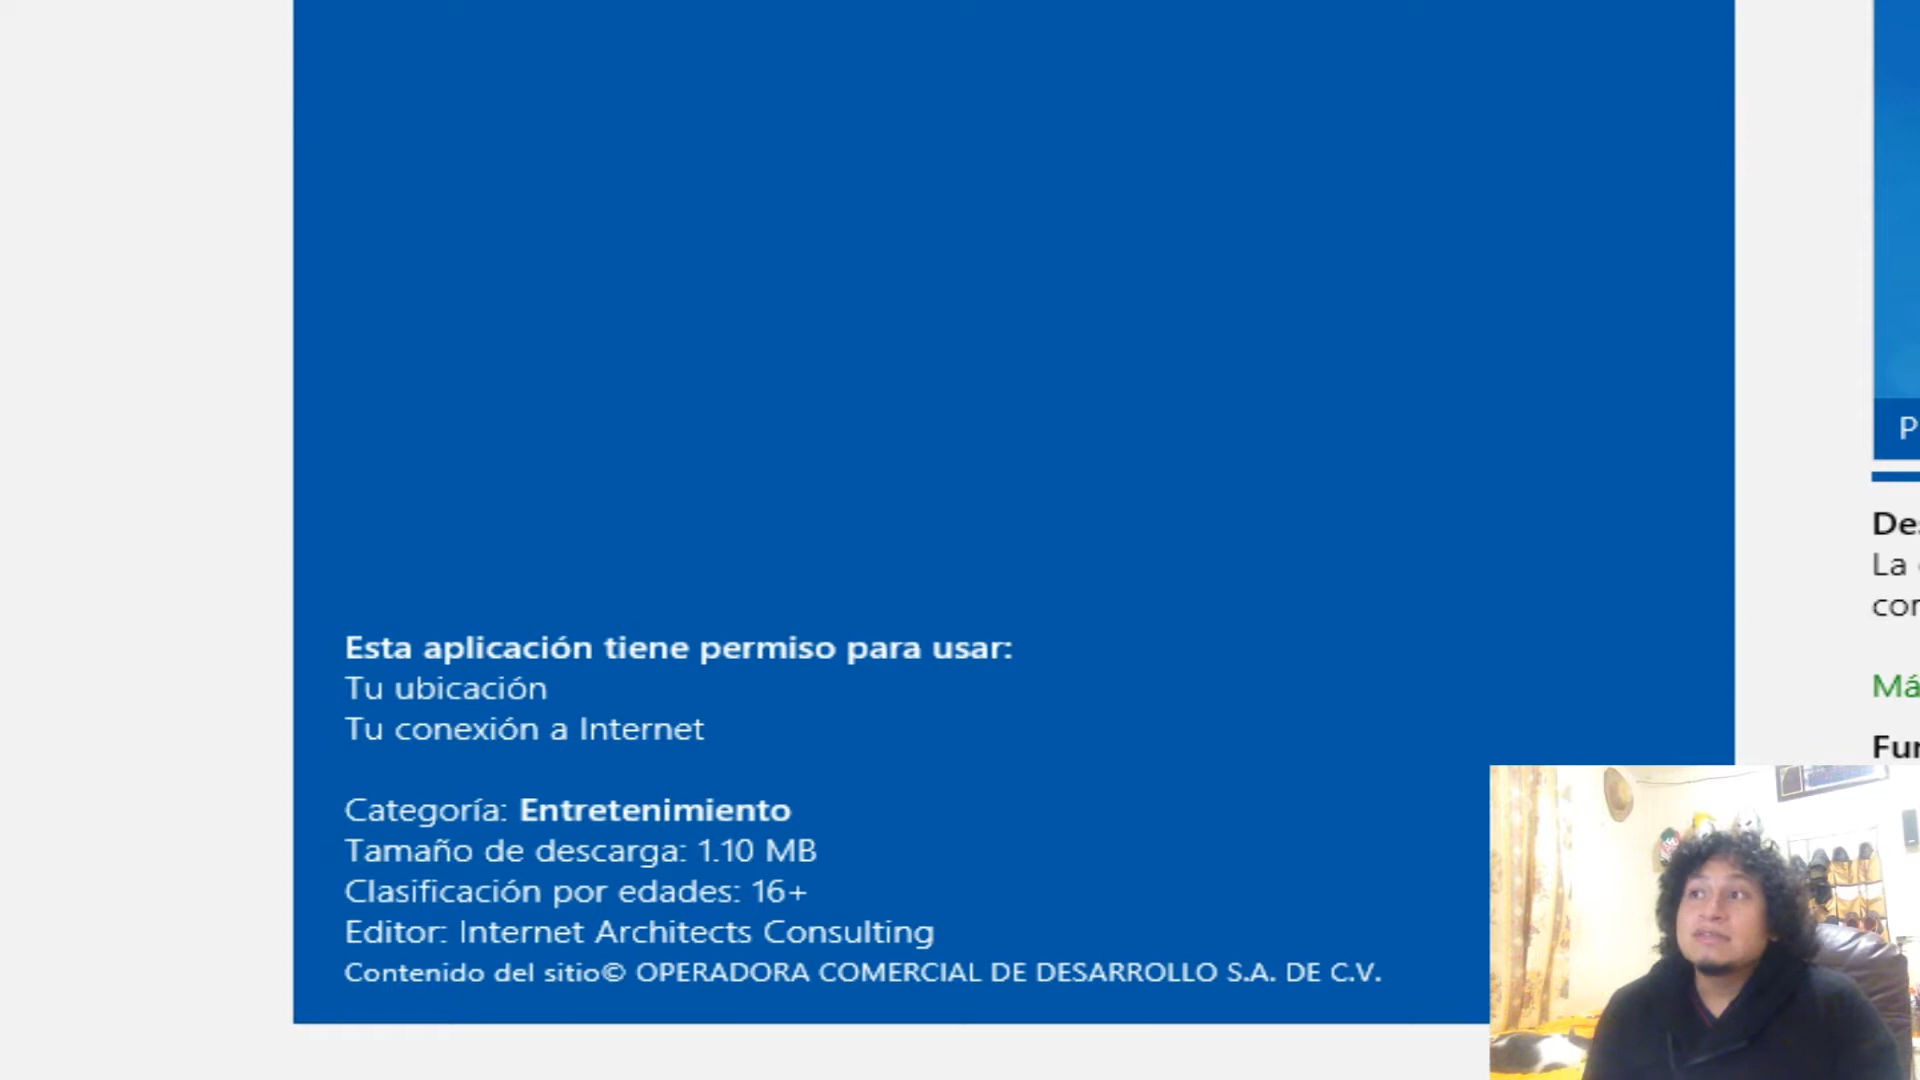 Esta aplicación tiene permiso para usar:
Tu ubicación
Tu conexión a Internet
Categoría: Entretenimiento
Tamaño de descarga: 1.10 MB
Clasificación por edades: 16+
Editor: Internet Architects Consulting
Contenido del sitio© OPERADORA COMERCIAL DE DESARROLLO S.A. DE C.V.
P
La